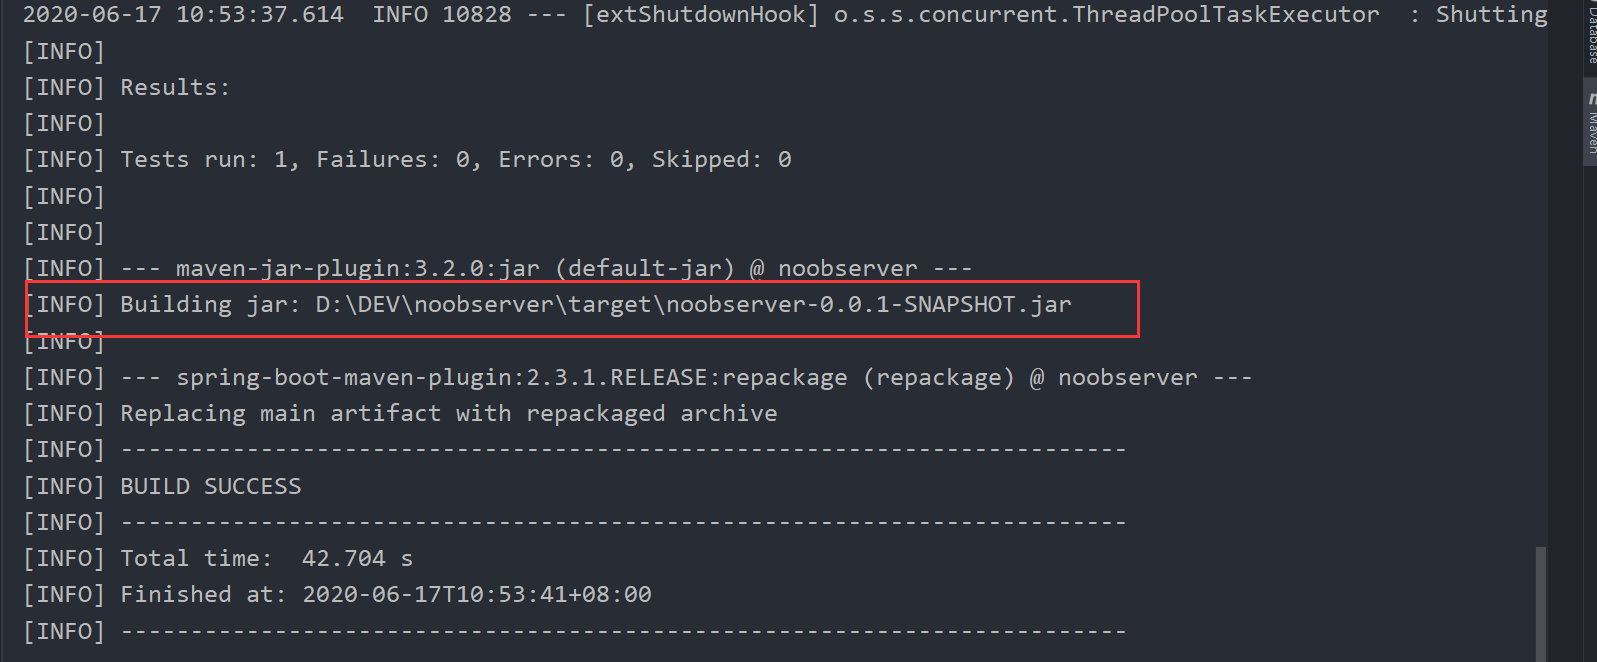 2020-06-17 10:53:37.614  INFO 10828 --- [extShutdownHook] o.s.s.concurrent.ThreadPoolTaskExecutor  : Shutting
[INFO]
[INFO] Results:
[INFO]
[INFO] Tests run: 1, Failures: 0, Errors: 0, Skipped: 0
[INFO]
[INFO]
[INFO] --- maven-jar-plugin:3.2.0:jar (default-jar) @ noobserver ---
[INFO] Building jar: D:\DEV\noobserver\target\noobserver-0.0.1-SNAPSHOT.jar
[INFO]
[INFO] --- spring-boot-maven-plugin:2.3.1.RELEASE:repackage (repackage) @ noobserver ---
[INFO] Replacing main artifact with repackaged archive
[INFO] ------------------------------------------------------------------------
[INFO] BUILD SUCCESS
[INFO] ------------------------------------------------------------------------
[INFO] Total time:  42.704 s
[INFO] Finished at: 2020-06-17T10:53:41+08:00
[INFO] ------------------------------------------------------------------------
Database
m
Maven